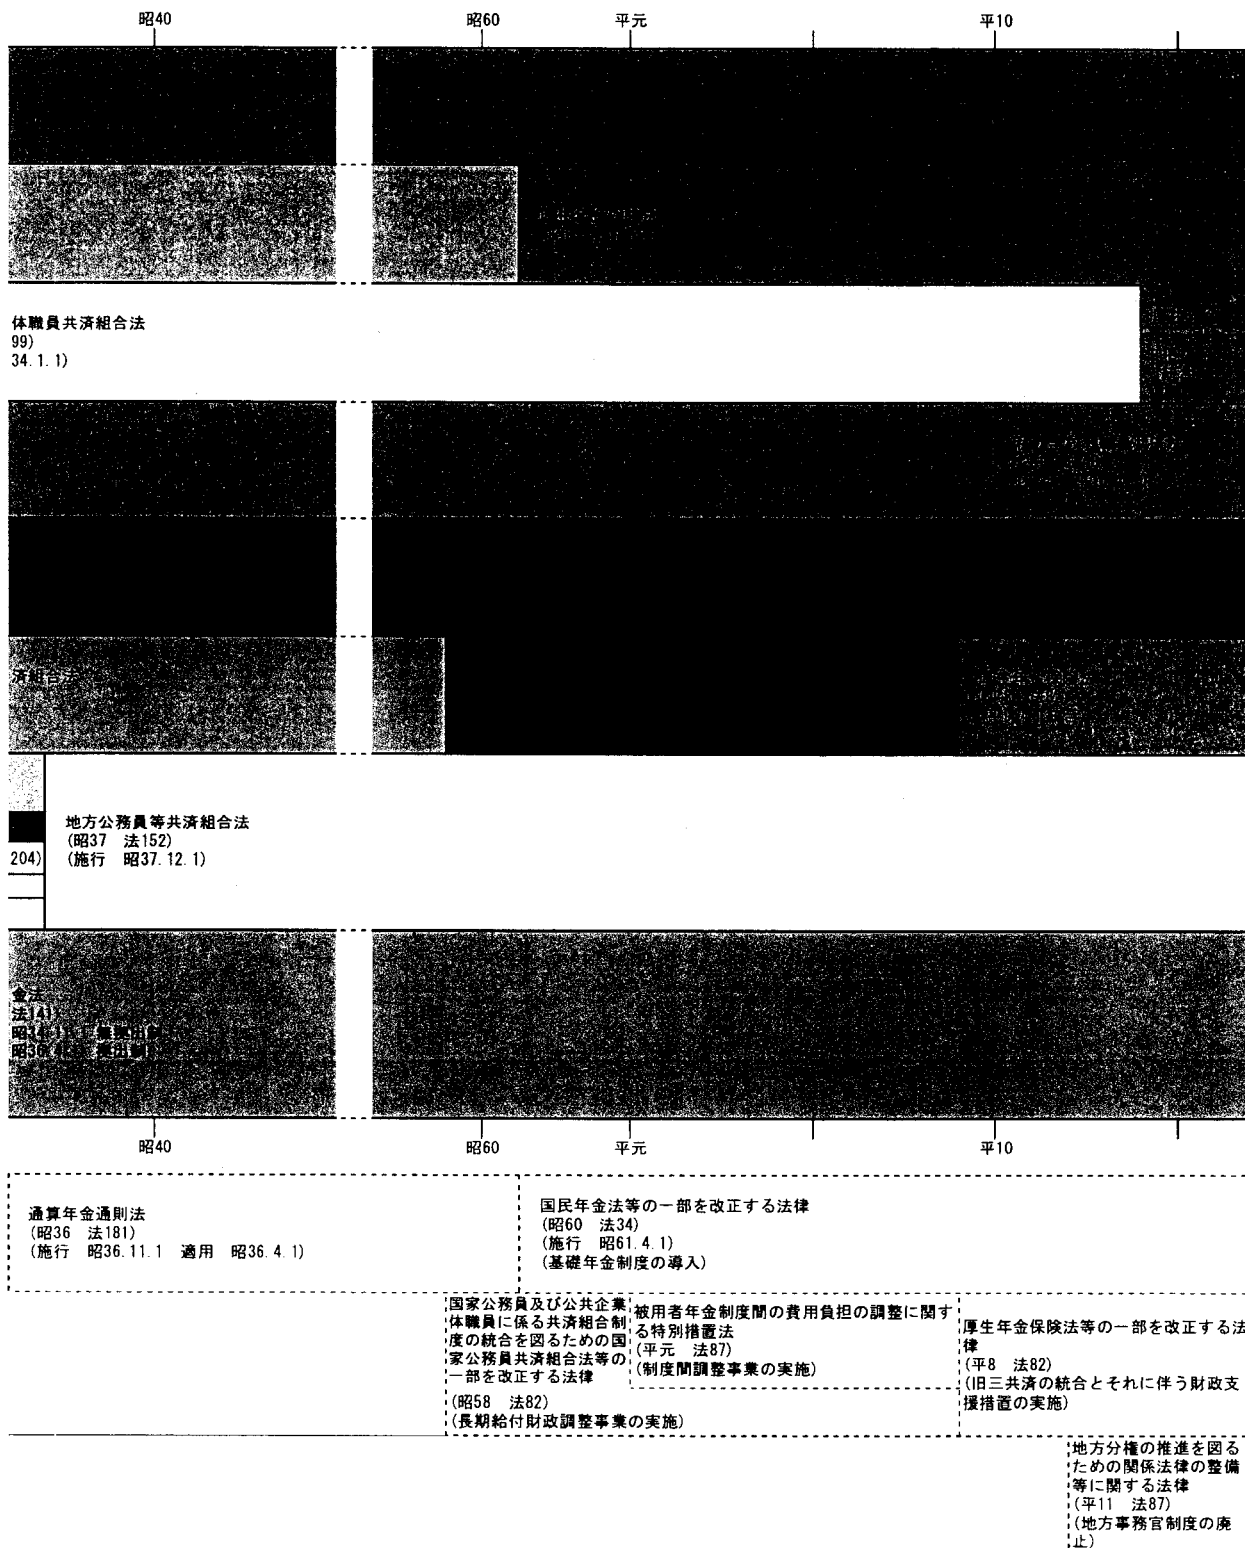 昭40 昭60 平元 平10
体職員共済組合法
99)
34.1.1)
済組合法
地方公務員等共済組合法
(昭37 法152)
204) (施行 昭37.12.1)
金法
法141)
昭40 昭60 平元 平10
通算年金通則法
(昭36 法181)
(施行 昭36.11.1 適用 昭36.4.1)
国民年金法等の一部を改正する法律
(昭60 法34)
(施行 昭61.4.1)
(基礎年金制度の導入)
国家公務員及び公共企業
体職員に係る共済組合制
度の統合を図るための国
家公務員共済組合法等の
一部を改正する法律
(昭58 法82)
(長期給付財政調整事業の実施)
被用者年金制度間の費用負担の調整に関す
る特別措置法
(平元 法87)
(制度間調整事業の実施)
厚生年金保険法等の一部を改正する法
律
(平8 法82)
(旧三共済の統合とそれに伴う財政支
援措置の実施)
地方分権の推進を図る
ための関係法律の整備
等に関する法律
(平11 法87)
(地方事務官制度の廃
止)